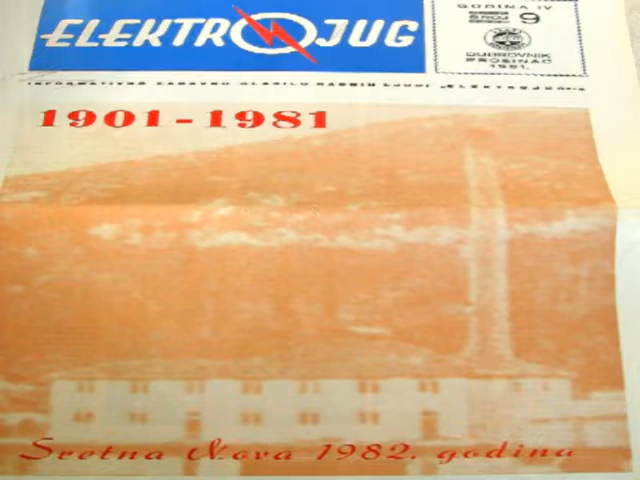 ELEKTROJUG
GODINA IV
BROJ 9
DUBROVNIK
PROSINAC
1981.
INFORMATIVNO ZABAVNO GLASILO RADNIH LJUDI „ELEKTROJUGA“
1901-1981
Sretna Nova 1982. godina